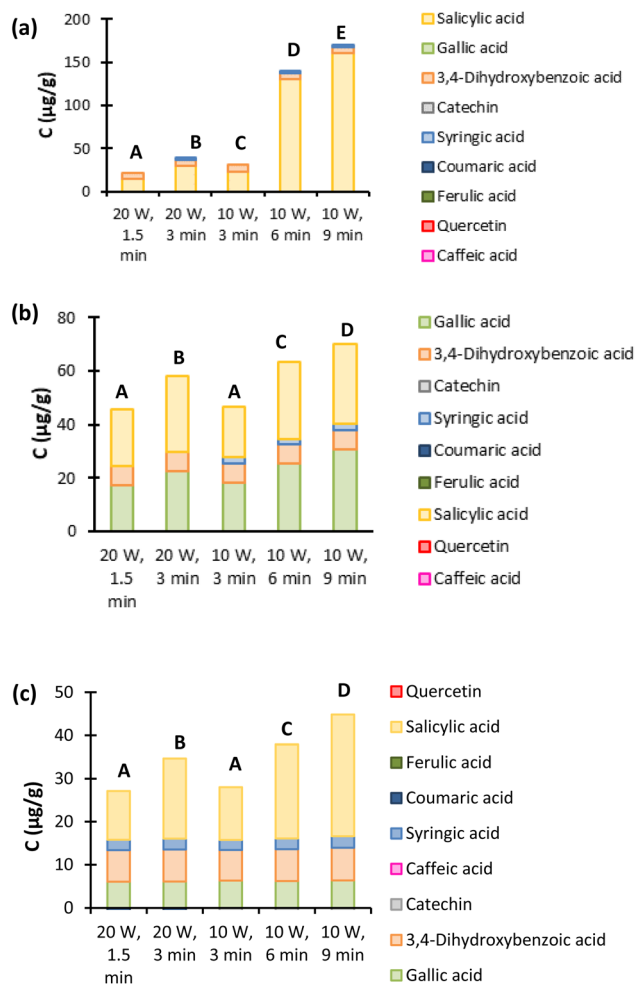 (a)
C (µg/g)
200
150
100
50
0
A
B
C
D
E
20 W,
1.5
min
20 W,
3 min
10 W,
3 min
10 W,
6 min
10 W,
9 min
Salicylic acid
Gallic acid
3,4-Dihydroxybenzoic acid
Catechin
Syringic acid
Coumaric acid
Ferulic acid
Quercetin
Caffeic acid
(b)
C (µg/g)
80
60
40
20
0
A
B
A
C
D
20 W,
1.5
min
20 W,
3 min
10 W,
3 min
10 W,
6 min
10 W,
9 min
Gallic acid
3,4-Dihydroxybenzoic acid
Catechin
Syringic acid
Coumaric acid
Ferulic acid
Salicylic acid
Quercetin
Caffeic acid
(c)
C (µg/g)
50
40
30
20
10
0
A
B
A
C
D
20 W,
1.5
min
20 W,
3 min
10 W,
3 min
10 W,
6 min
10 W,
9 min
Quercetin
Salicylic acid
Ferulic acid
Coumaric acid
Syringic acid
Caffeic acid
Catechin
3,4-Dihydroxybenzoic acid
Gallic acid